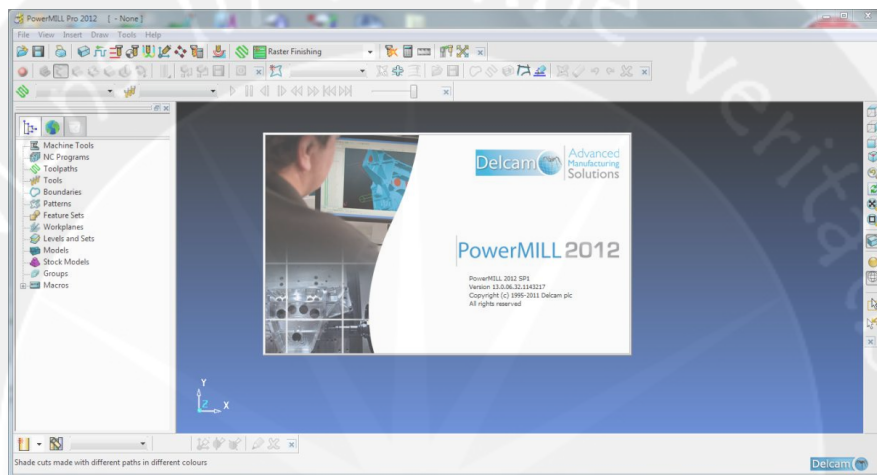 PowerMILL Pro 2012 [ - None ]
File View Insert Draw Tools Help
Raster Finishing
Machine Tools
NC Programs
Toolpaths
Tools
Boundaries
Patterns
Feature Sets
Workplanes
Levels and Sets
Models
Stock Models
Groups
Macros
Delcam
Advanced
Manufacturing
Solutions
PowerMILL 2012
PowerMILL 2012 SP1
Version 13.0.06.32.1143217
Copyright (c) 1995-2011 Delcam plc
All rights reserved
Y
Z X
Shade cuts made with different paths in different colours
Delcam